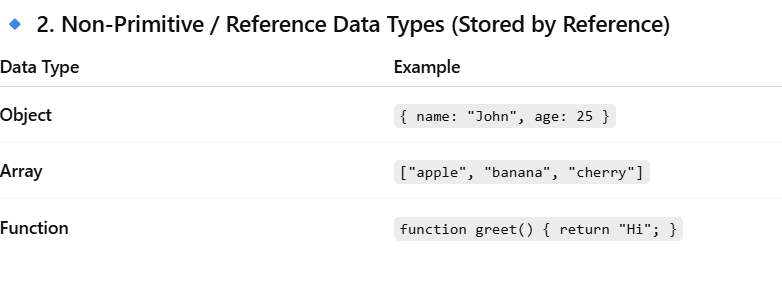 2. Non-Primitive / Reference Data Types (Stored by Reference)
Data Type Example
Object { name: "John", age: 25 }
Array ["apple", "banana", "cherry"]
Function function greet() { return "Hi"; }